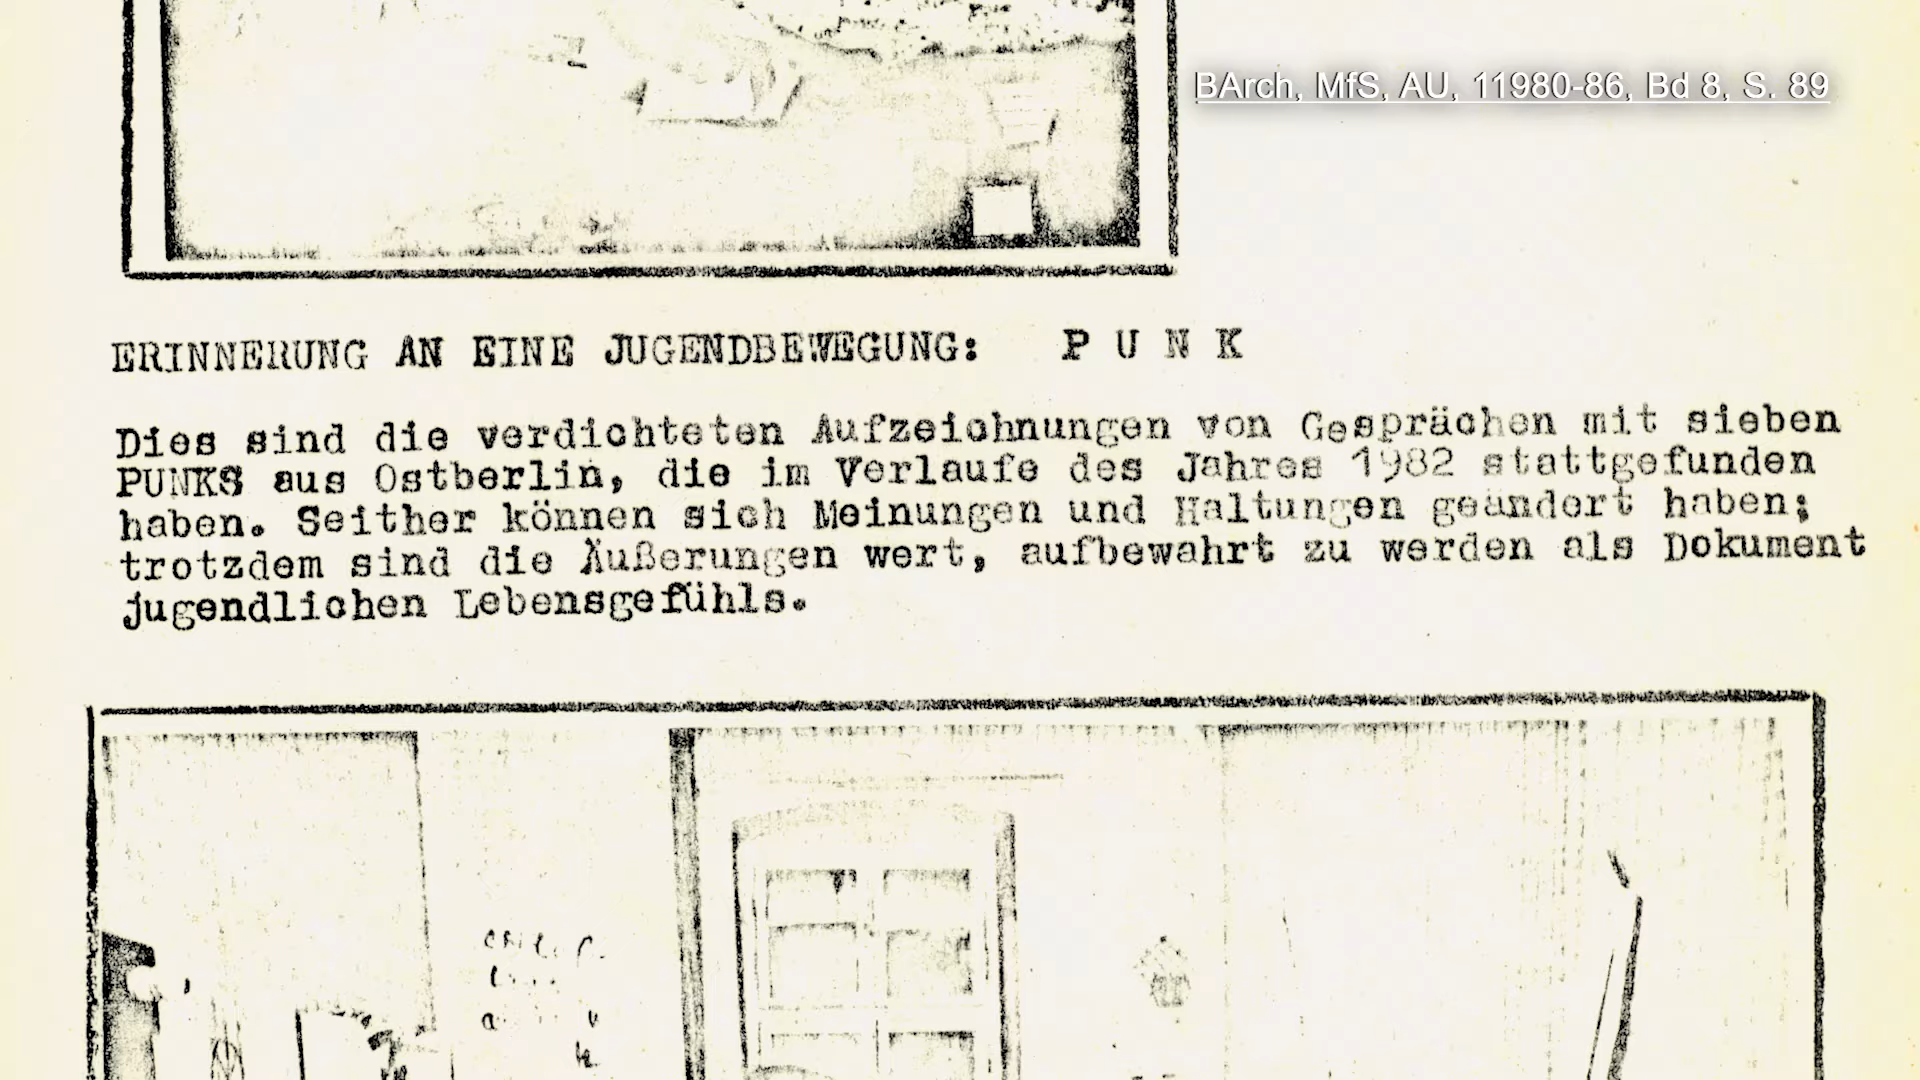 BArch, MfS, AU, 11980-86, Bd 8, S. 89
ERINNERUNG AN EINE JUGENDBEWEGUNG: P U N K
Dies sind die verdichteten Aufzeichnungen von Gesprächen mit sieben
PUNKS aus Ostberlin, die im Verlaufe des Jahres 1982 stattgefunden
haben. Seither können sich Meinungen und Haltungen geändert haben;
trotzdem sind die Äußerungen wert, aufbewahrt zu werden als Dokument
jugendlichen Lebensgefühls.